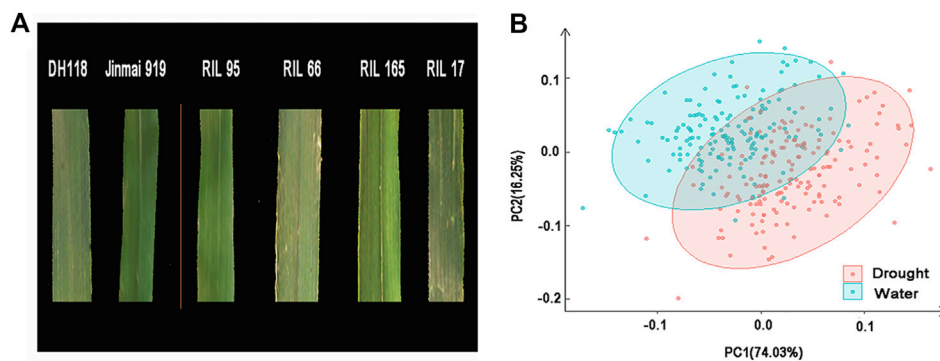 A
DH118 Jinmai 919 RIL 95 RIL 66 RIL 165 RIL 17
B
PC2(16.25%)
0.1
0.0
-0.1
-0.2
-0.1 0.0 0.1
PC1(74.03%)
Drought
Water